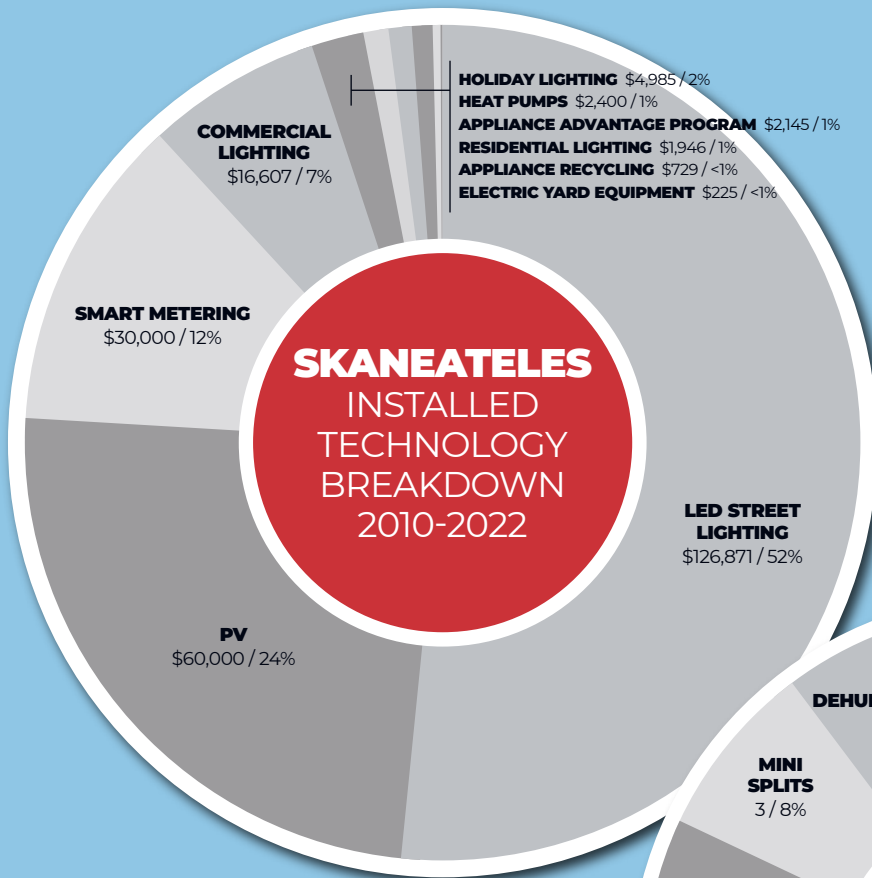 HOLIDAY LIGHTING $4,985 / 2%
HEAT PUMPS $2,400 / 1%
APPLIANCE ADVANTAGE PROGRAM $2,145 / 1%
RESIDENTIAL LIGHTING $1,946 / 1%
APPLIANCE RECYCLING $729 / <1%
ELECTRIC YARD EQUIPMENT $225 / <1%
COMMERCIAL
LIGHTING
$16,607 / 7%
SMART METERING
$30,000 / 12%
SKANEATELES
INSTALLED
TECHNOLOGY
BREAKDOWN
2010-2022
LED STREET
LIGHTING
$126,871 / 52%
PV
$60,000 / 24%
MINI
SPLITS
3 / 8%